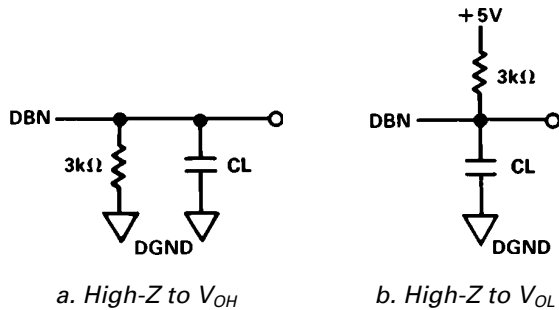 +5V
3kΩ
DBN
3kΩ
CL
DGND
DBN
CL
DGND
a. High-Z to VOH
b. High-Z to VOL